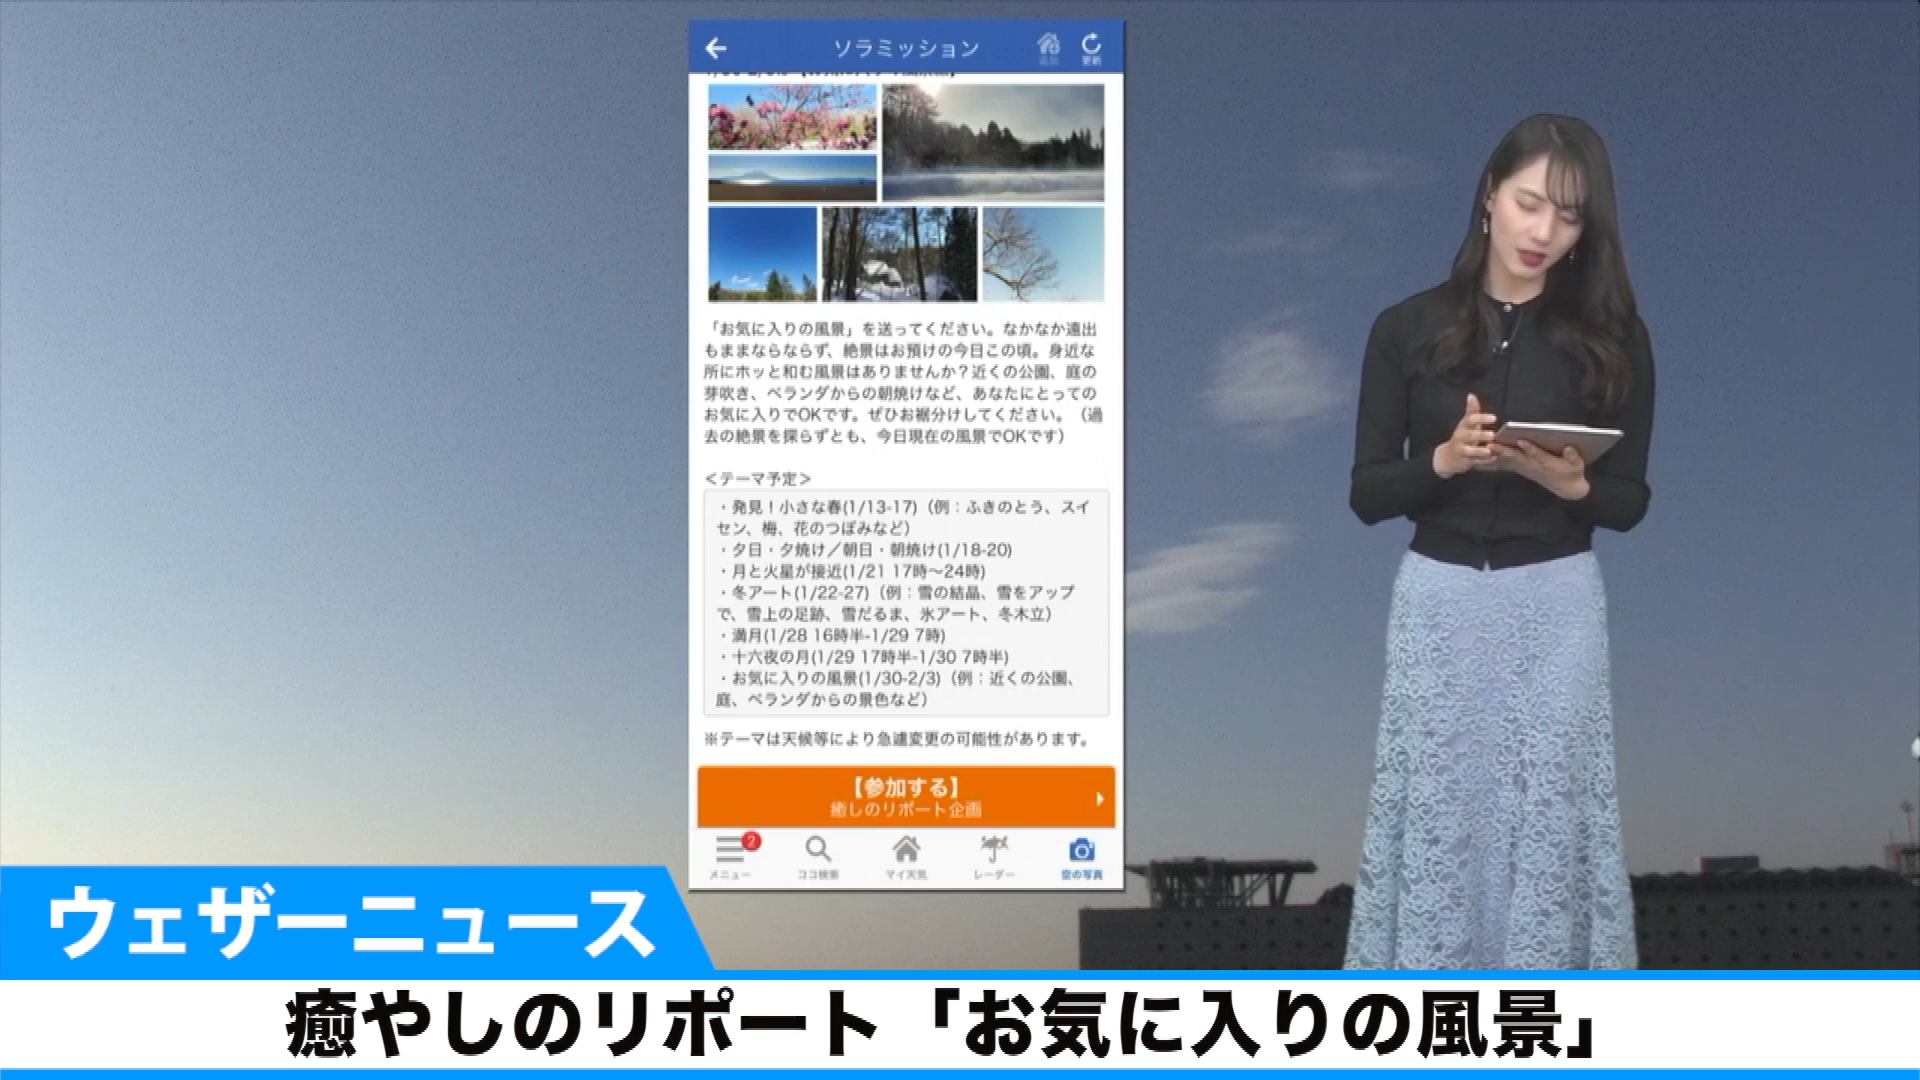 ソラミッション
追加
更新
「お気に入りの風景」を送ってください。なかなか遠出
もままならならず、絶景はお預けの今日この頃。身近な
所にホッと和む風景はありませんか？近くの公園、庭の
芽吹き、ベランダからの朝焼けなど、あなたにとっての
お気に入りでOKです。ぜひお裾分けしてください。（過
去の絶景を探らずとも、今日現在の風景でOKです）
＜テーマ予定＞
・発見！小さな春(1/13-17)（例：ふきのとう、スイ
セン、梅、花のつぼみなど）
・夕日・夕焼け／朝日・朝焼け(1/18-20)
・月と火星が接近(1/21 17時～24時)
・冬アート(1/22-27)（例：雪の結晶、雪をアップ
で、雪上の足跡、雪だるま、氷アート、冬木立）
・満月(1/28 16時半-1/29 7時)
・十六夜の月(1/29 17時半-1/30 7時半)
・お気に入りの風景(1/30-2/3)（例：近くの公園、
庭、ベランダからの景色など）
※テーマは天候等により急遽変更の可能性があります。
【参加する】
癒しのリポート企画
2
メニュー ココ検索 マイ天気 レーダー 空の写真
ウェザーニュース
癒やしのリポート「お気に入りの風景」